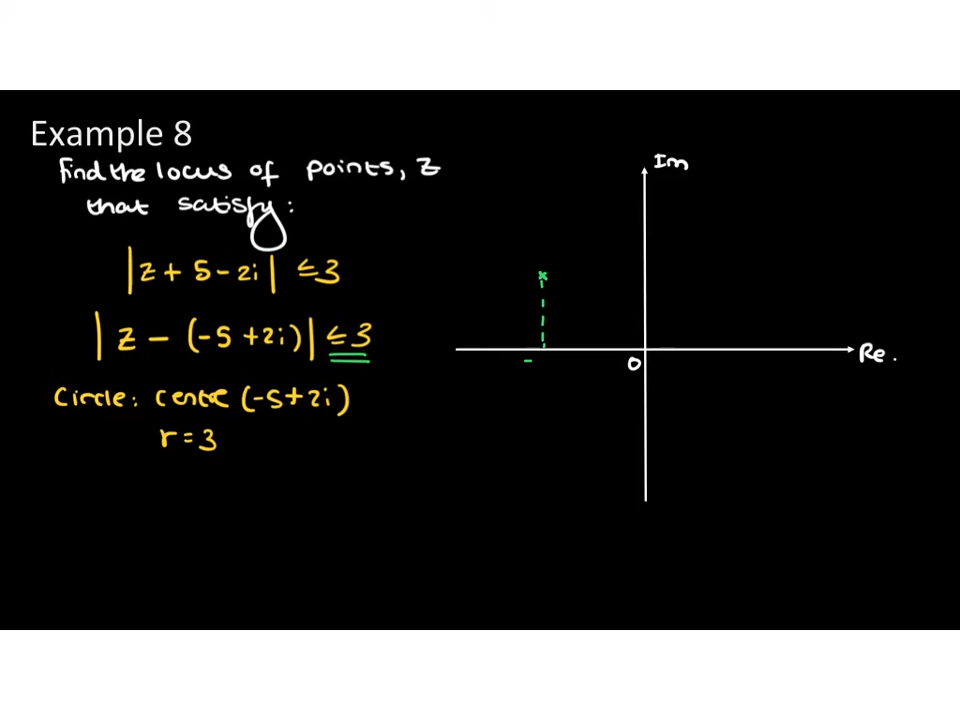 Example 8
Find the locus of points, z
that satisfy:
|z + 5 - 2i| ≤ 3
|z - (-5 + 2i)| ≤ 3
Circle: centre (-5 + 2i)
r = 3
Im
Re.
0
-